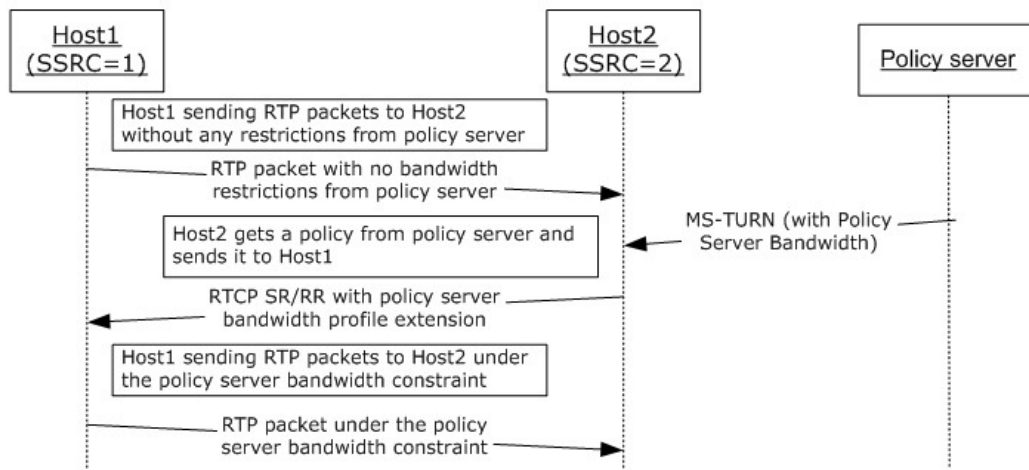 Host1
(SSRC=1)
Host2
(SSRC=2)
Policy server
Host1 sending RTP packets to Host2
without any restrictions from policy server
RTP packet with no bandwidth
restrictions from policy server
MS-TURN (with Policy
Server Bandwidth)
Host2 gets a policy from policy server and
sends it to Host1
RTCP SR/RR with policy server
bandwidth profile extension
Host1 sending RTP packets to Host2 under
the policy server bandwidth constraint
RTP packet under the policy
server bandwidth constraint